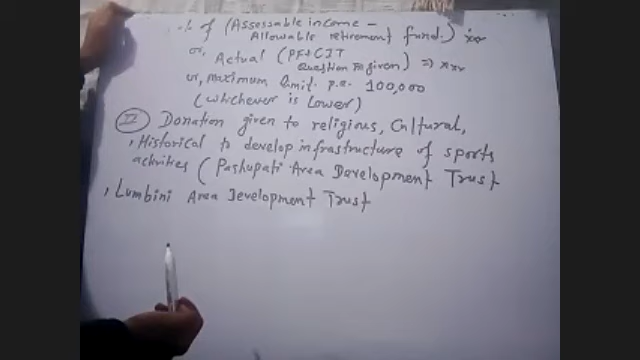 % of (Assessable income -
Allowable retirement fund.) xxx
or, Actual (PF+CIT
Question given) => xxx
or, maximum limit. p.a. 100,000
(whichever is Lower)
II Donation given to religious, Cultural,
, Historical to develop infrastructure of sports
activities (Pashupati Area Development Trust
, Lumbini Area Development Trust